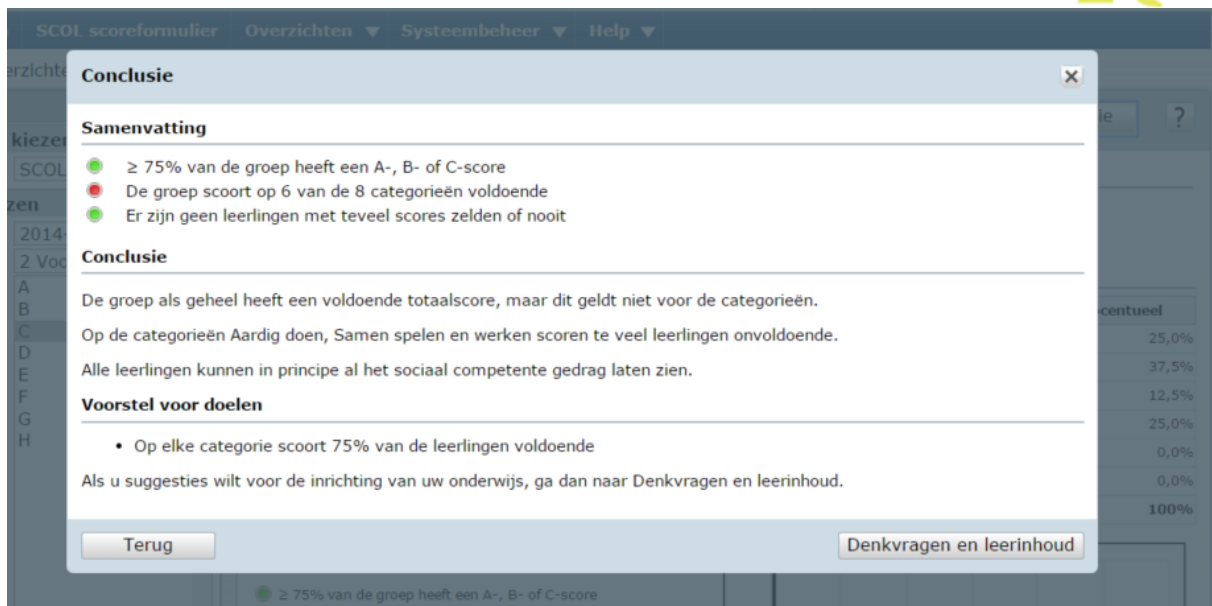 SCOL scoreformulier Overzichten ▼ Systeembeheer ▼ Help ▼
erzichte
Conclusie
ie ?
Samenvatting
kiezer
≥ 75% van de groep heeft een A-, B- of C-score
SCOL
De groep scoort op 6 van de 8 categorieën voldoende
zen
Er zijn geen leerlingen met teveel scores zelden of nooit
2014-
2 Voc
Conclusie
A
De groep als geheel heeft een voldoende totaalscore, maar dit geldt niet voor de categorieën.
B
centueel
C
Op de categorieën Aardig doen, Samen spelen en werken scoren te veel leerlingen onvoldoende.
25,0%
D
E
Alle leerlingen kunnen in principe al het sociaal competente gedrag laten zien.
37,5%
F
Voorstel voor doelen
12,5%
G
25,0%
H
• Op elke categorie scoort 75% van de leerlingen voldoende
0,0%
Als u suggesties wilt voor de inrichting van uw onderwijs, ga dan naar Denkvragen en leerinhoud.
0,0%
100%
Terug
Denkvragen en leerinhoud
≥ 75% van de groep heeft een A-, B- of C-score